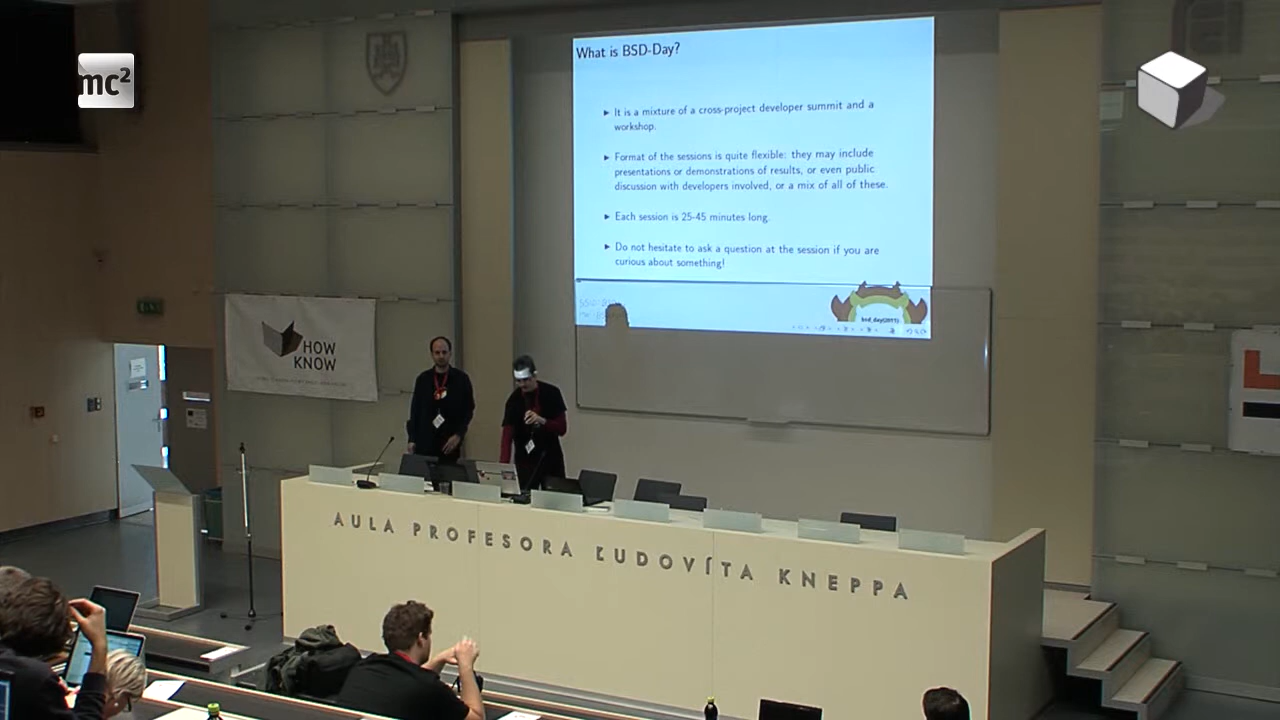 mc²
What is BSD-Day?
It is a mixture of a cross-project developer summit and a
workshop.
Format of the sessions is quite flexible: they may include
presentations or demonstrations of results, or even public
discussion with developers involved, or a mix of all of these.
Each session is 25-45 minutes long.
Do not hesitate to ask a question at the session if you are
curious about something!
bsd_day(2011)
HOW
KNOW
AULA PROFESORA ĽUDOVÍTA KNEPPA